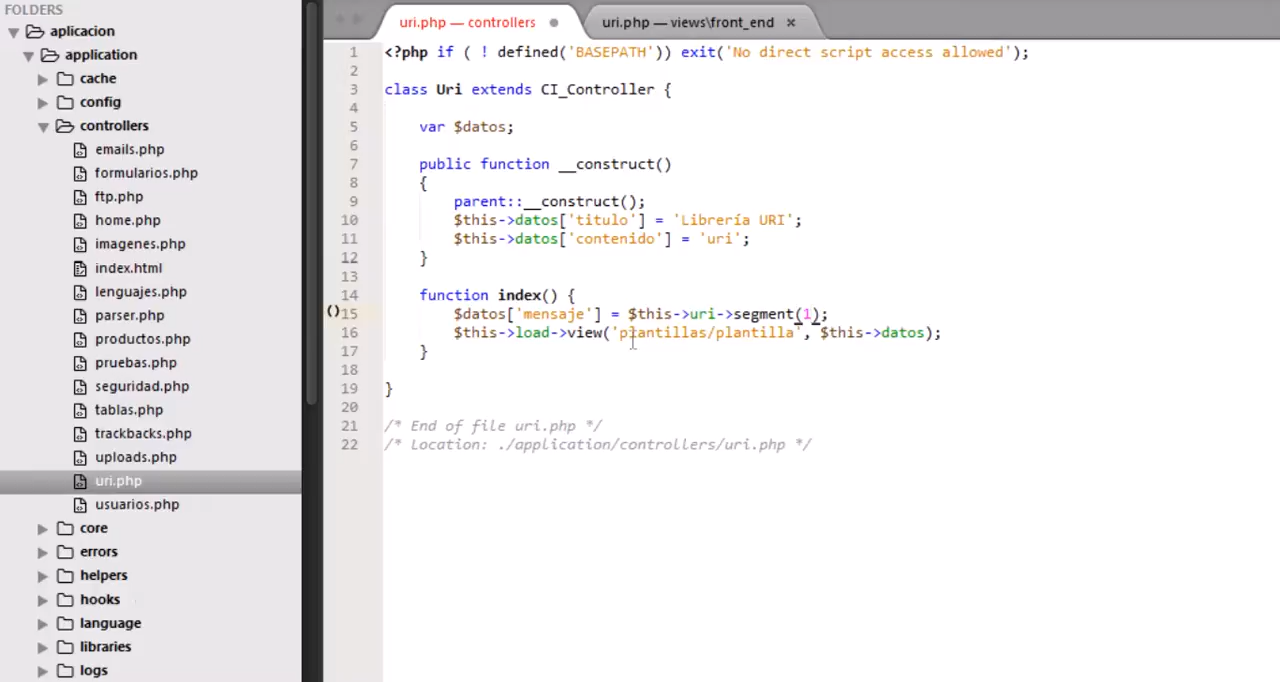 FOLDERS
aplicacion
application
cache
config
controllers
emails.php
formularios.php
ftp.php
home.php
imagenes.php
index.html
lenguajes.php
parser.php
productos.php
pruebas.php
seguridad.php
tablas.php
trackbacks.php
uploads.php
uri.php
usuarios.php
core
errors
helpers
hooks
language
libraries
logs
uri.php — controllers
uri.php — views\front_end ×
1 <?php if ( ! defined('BASEPATH')) exit('No direct script access allowed');
2
3 class Uri extends CI_Controller {
4
5 var $datos;
6
7 public function __construct()
8 {
9 parent::__construct();
10 $this->datos['titulo'] = 'Librería URI';
11 $this->datos['contenido'] = 'uri';
12 }
13
14 function index() {
()15 $datos['mensaje'] = $this->uri->segment(1);
16 $this->load->view('plantillas/plantilla', $this->datos);
17 }
18
19 }
20
21 /* End of file uri.php */
22 /* Location: ./application/controllers/uri.php */